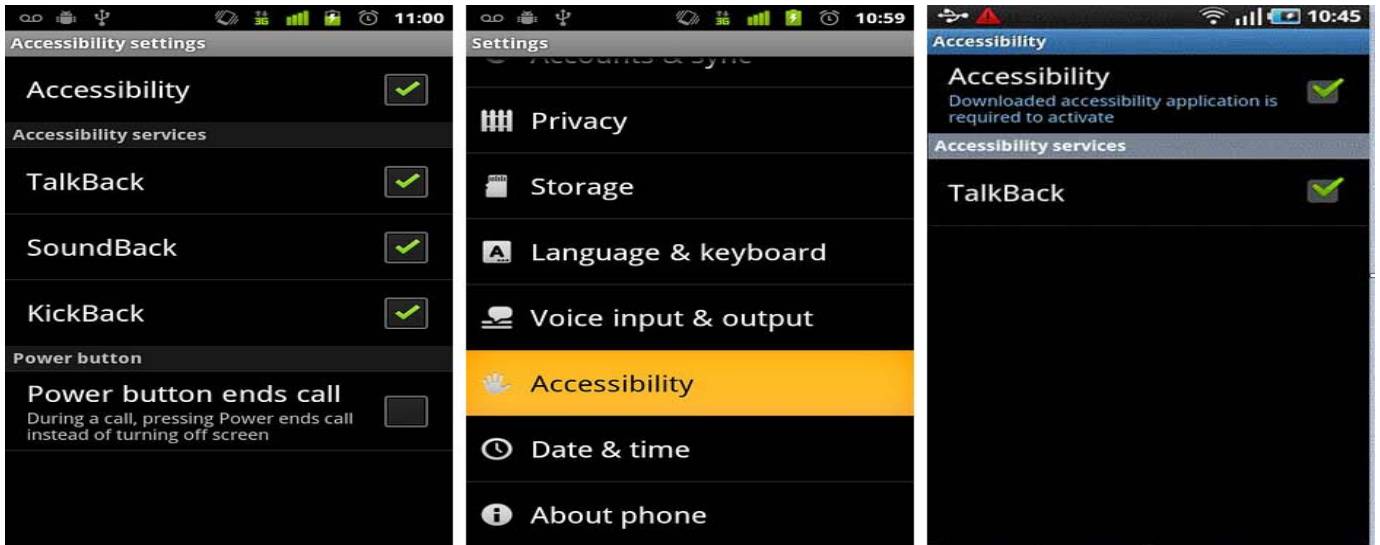 11:00
Accessibility settings
Accessibility
Accessibility services
TalkBack
SoundBack
KickBack
Power button
Power button ends call
During a call, pressing Power ends call
instead of turning off screen
10:59
Settings
Accounts & sync
Privacy
Storage
Language & keyboard
Voice input & output
Accessibility
Date & time
About phone
10:45
Accessibility
Accessibility
Downloaded accessibility application is
required to activate
Accessibility services
TalkBack